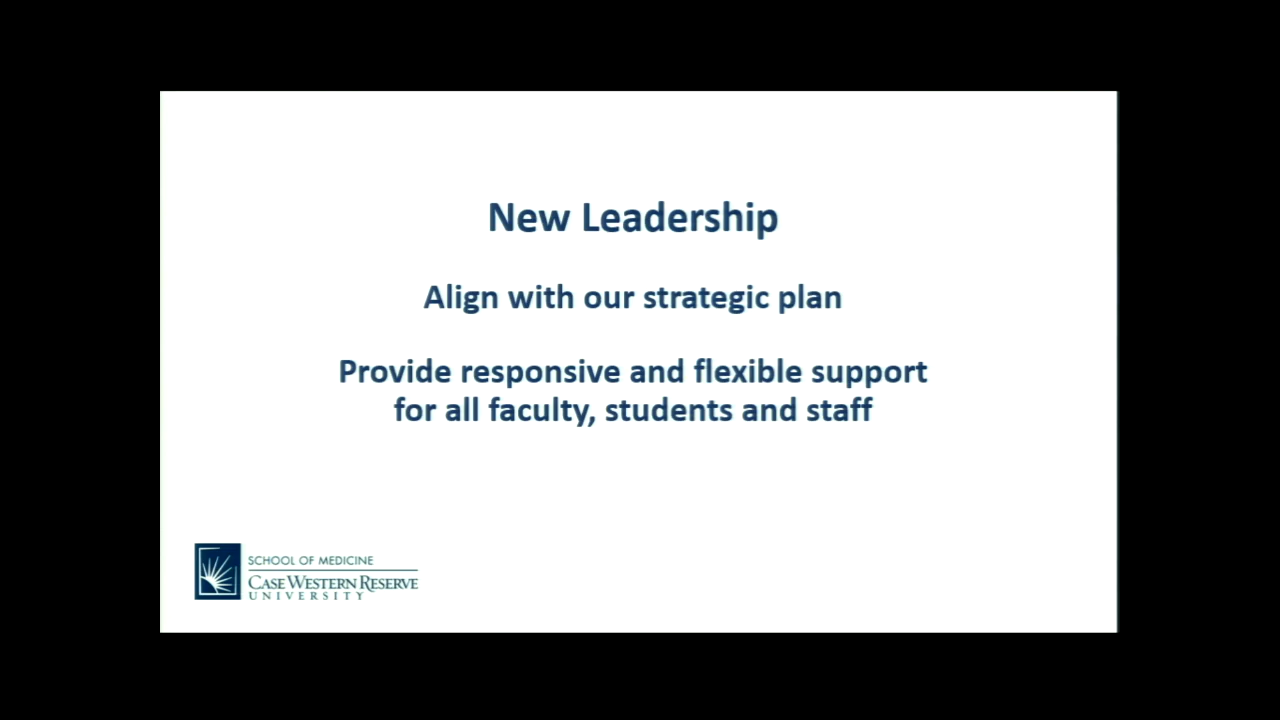 New Leadership
Align with our strategic plan
Provide responsive and flexible support
for all faculty, students and staff
SCHOOL OF MEDICINE
CASE WESTERN RESERVE
UNIVERSITY